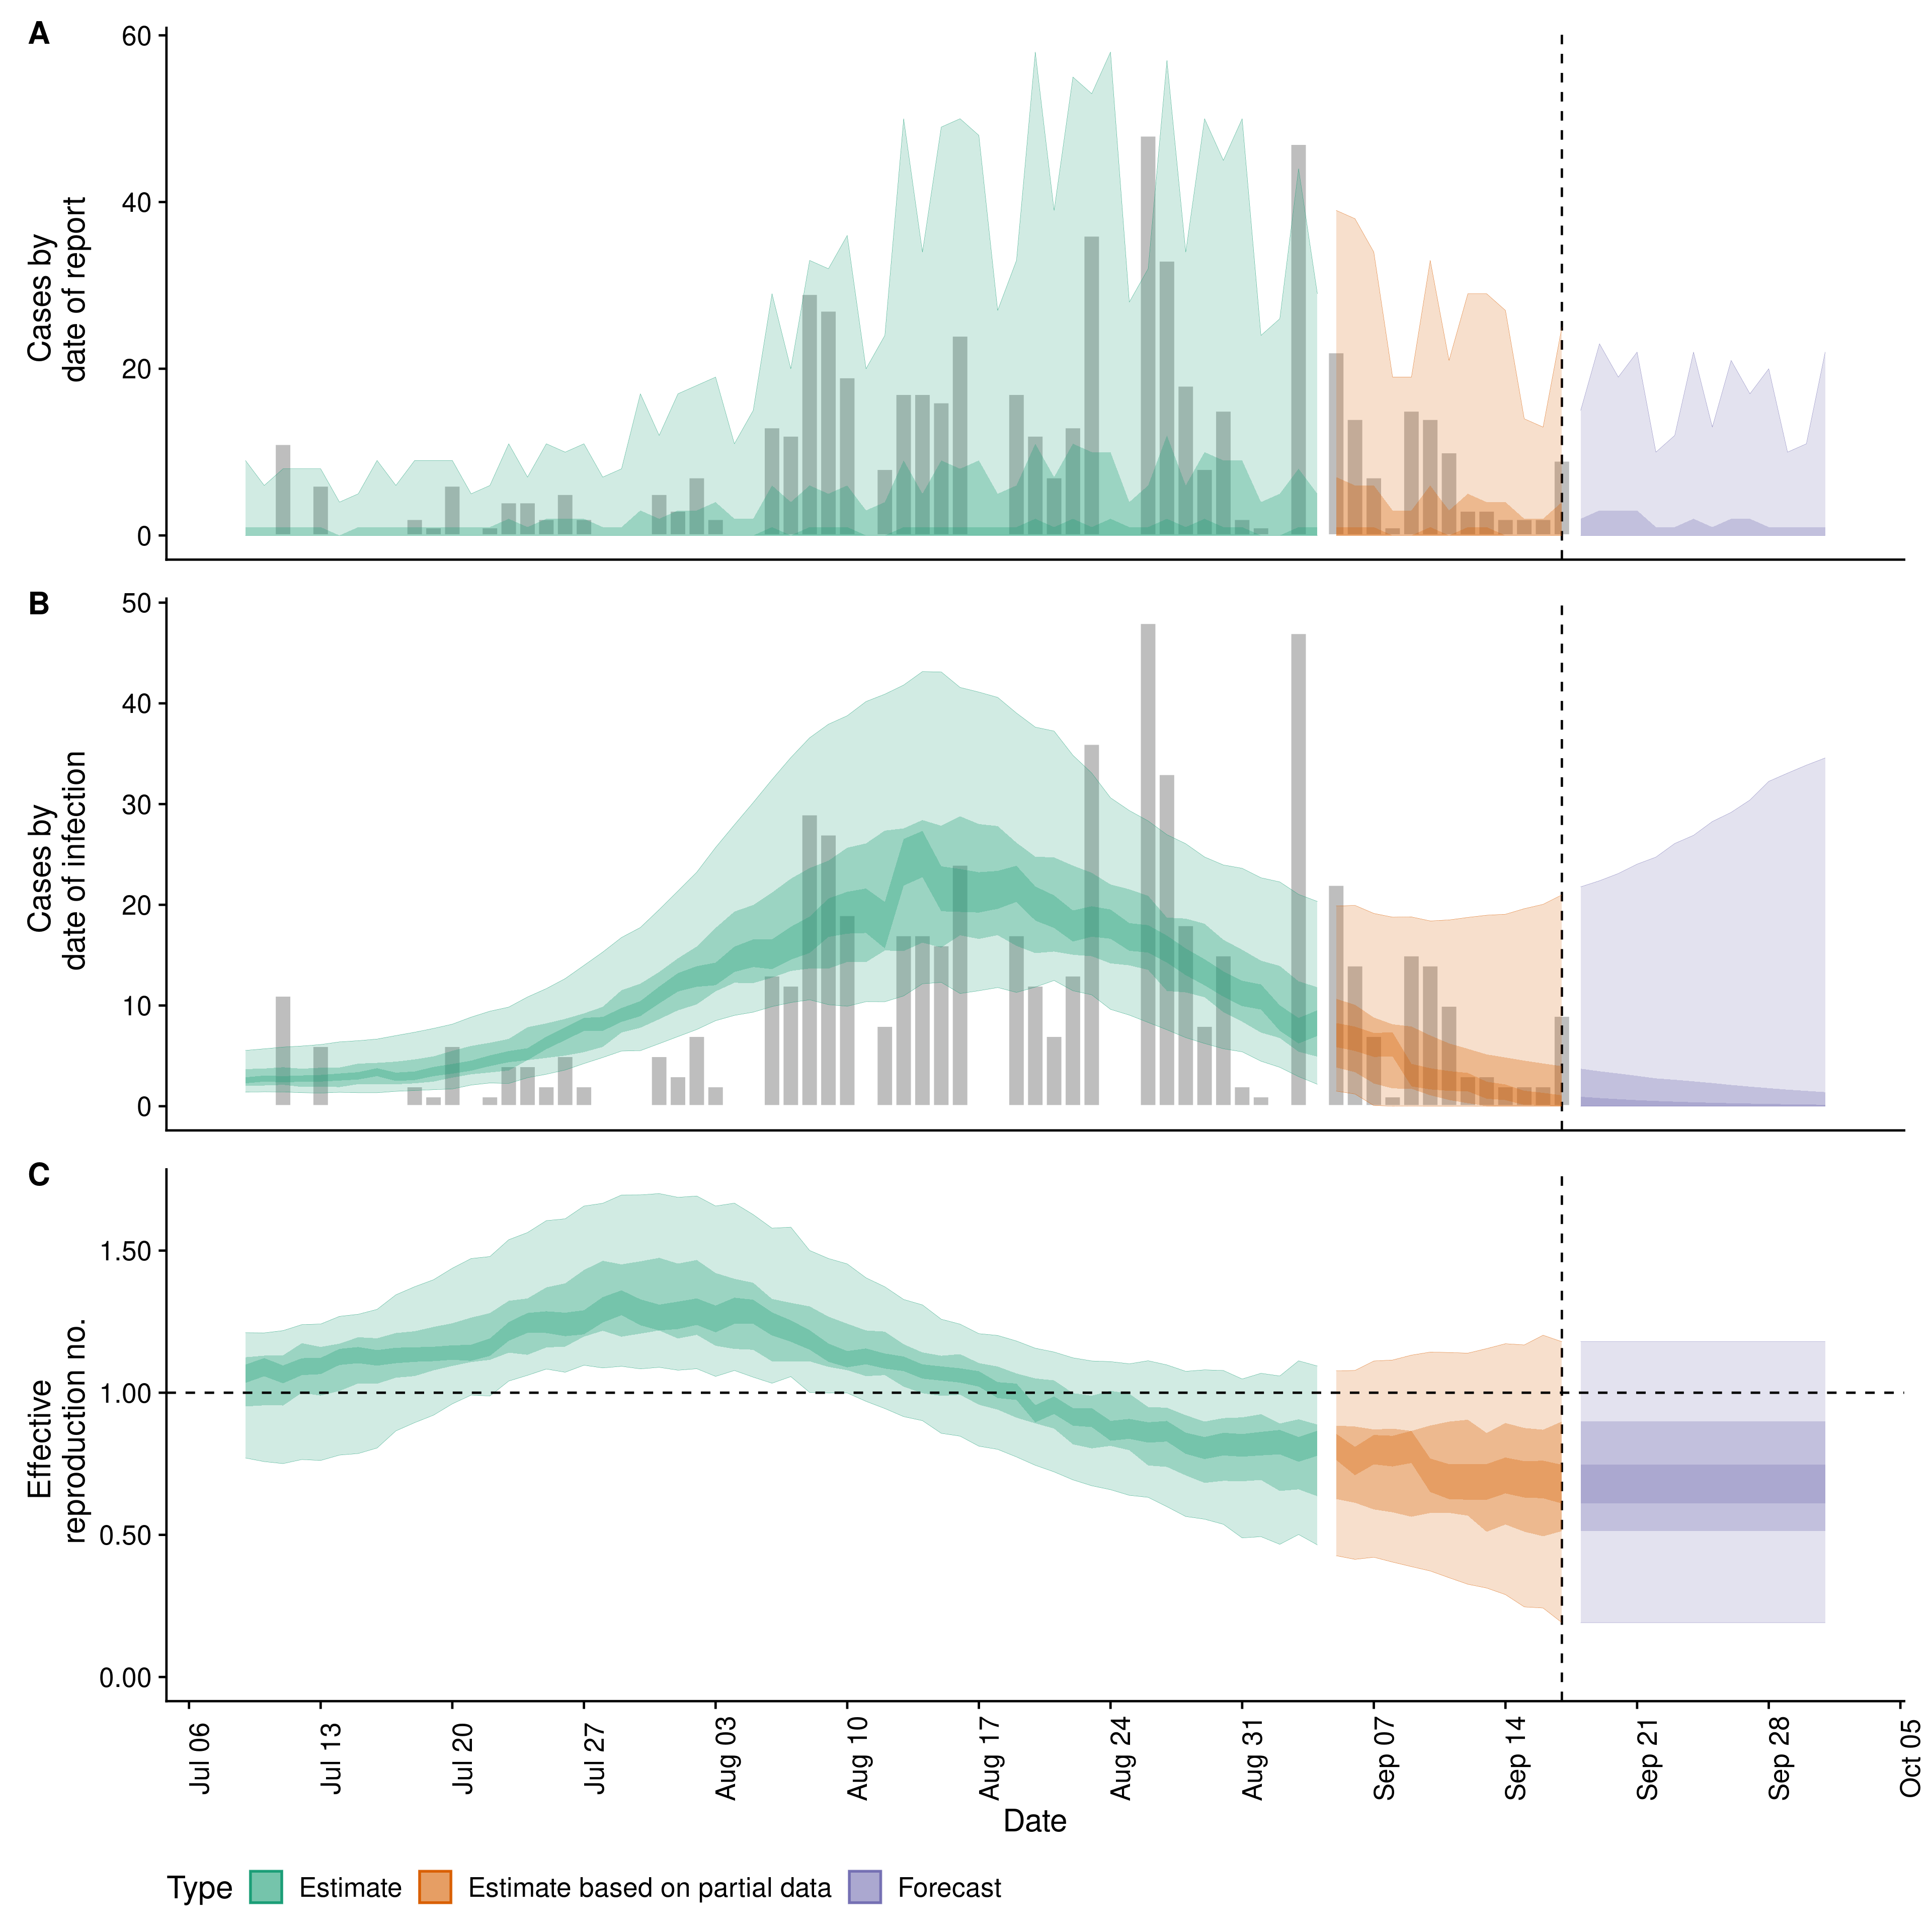 A
60
40
20
0
Cases by
date of report
B
50
40
30
20
10
0
Cases by
date of infection
C
1.50
1.00
0.50
0.00
Effective
reproduction no.
Jul 06
Jul 13
Jul 20
Jul 27
Aug 03
Aug 10
Aug 17
Aug 24
Aug 31
Sep 07
Sep 14
Sep 21
Sep 28
Oct 05
Date
Type Estimate Estimate based on partial data Forecast